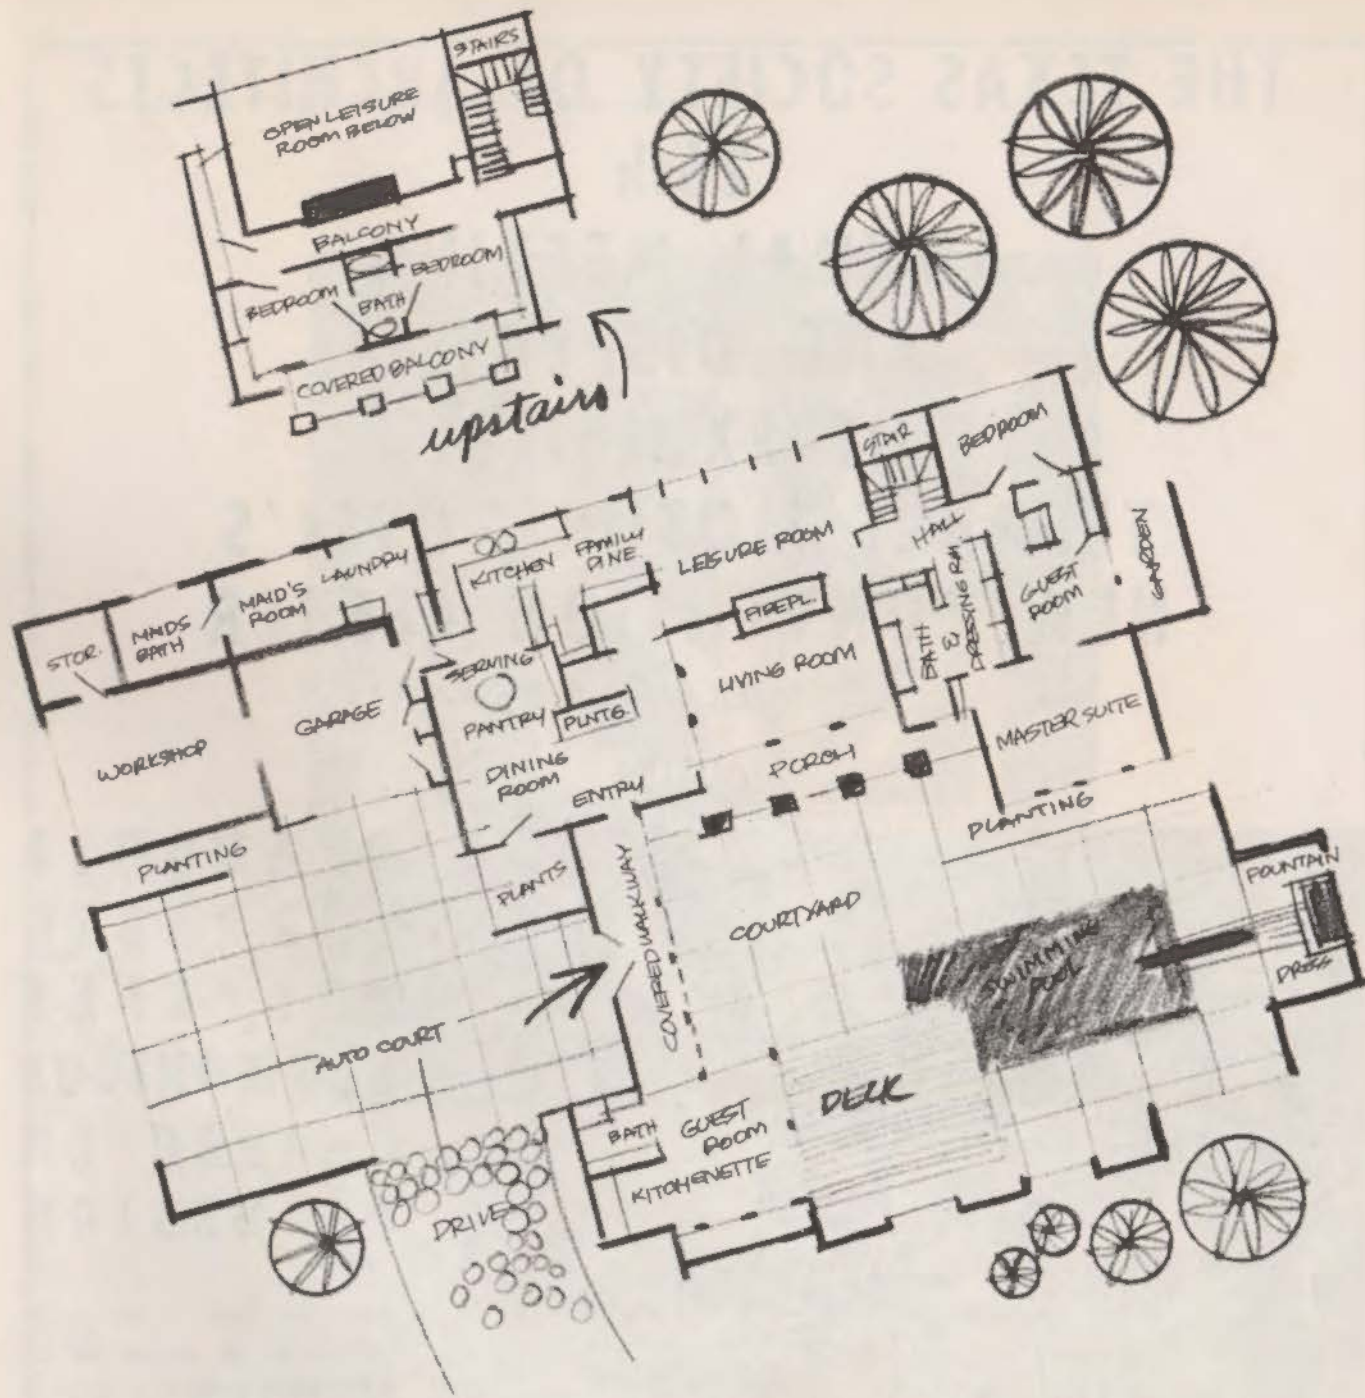 STAIRS
OPEN LEISURE
ROOM BELOW
BALCONY
BEDROOM
BEDROOM
BATH
COVERED BALCONY
upstairs
STAIR
BEDROOM
HALL
LEISURE ROOM
FAMILY
DINE
KITCHEN
LAUNDRY
MAID'S
ROOM
MAIDS
BATH
STOR.
GARDEN
GUEST
ROOM
DRESSING RM.
&
BATH
FIREPL.
LIVING ROOM
SERVING
PANTRY
PLNTG.
GARAGE
WORKSHOP
DINING
ROOM
ENTRY
PORCH
MASTER SUITE
PLANTING
PLANTING
PLANTS
COVERED WALKWAY
COURTYARD
FOUNTAIN
SWIMMING
POOL
DRESS
AUTO COURT
DECK
BATH
GUEST
ROOM
KITCHENETTE
DRIVE